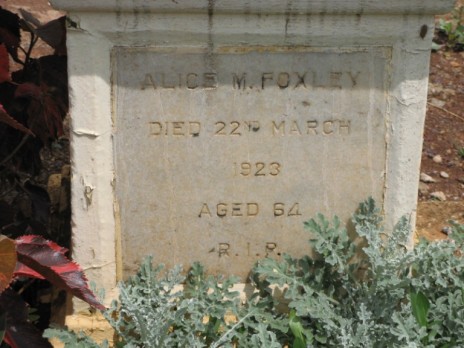 ALICE M. FOXLEY
DIED 22ND MARCH
1923
AGED 64
R.I.P.